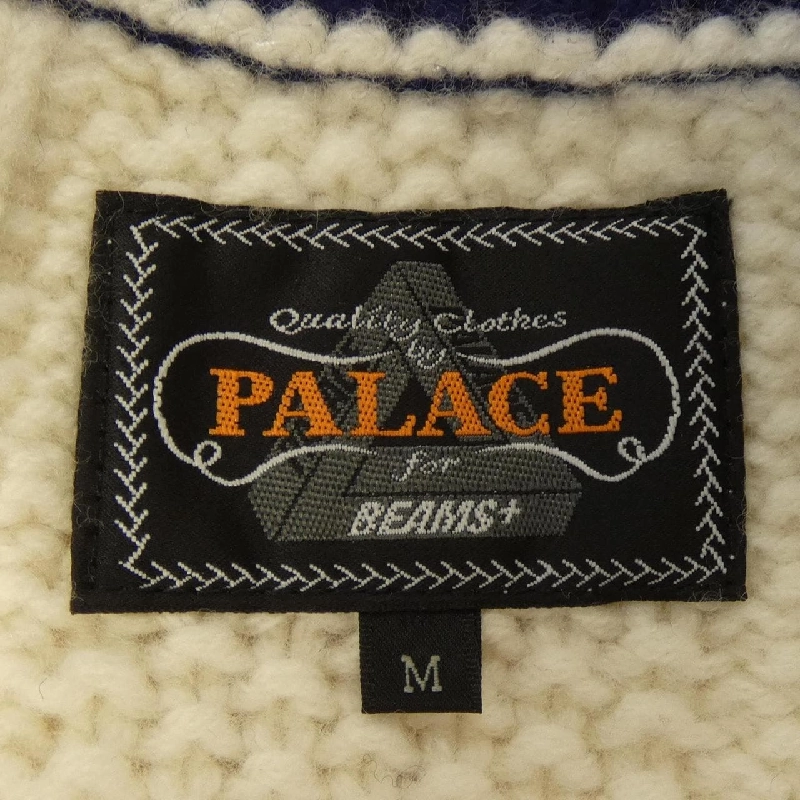 Quality Clothes
by
PALACE
for
BEAMS+
M